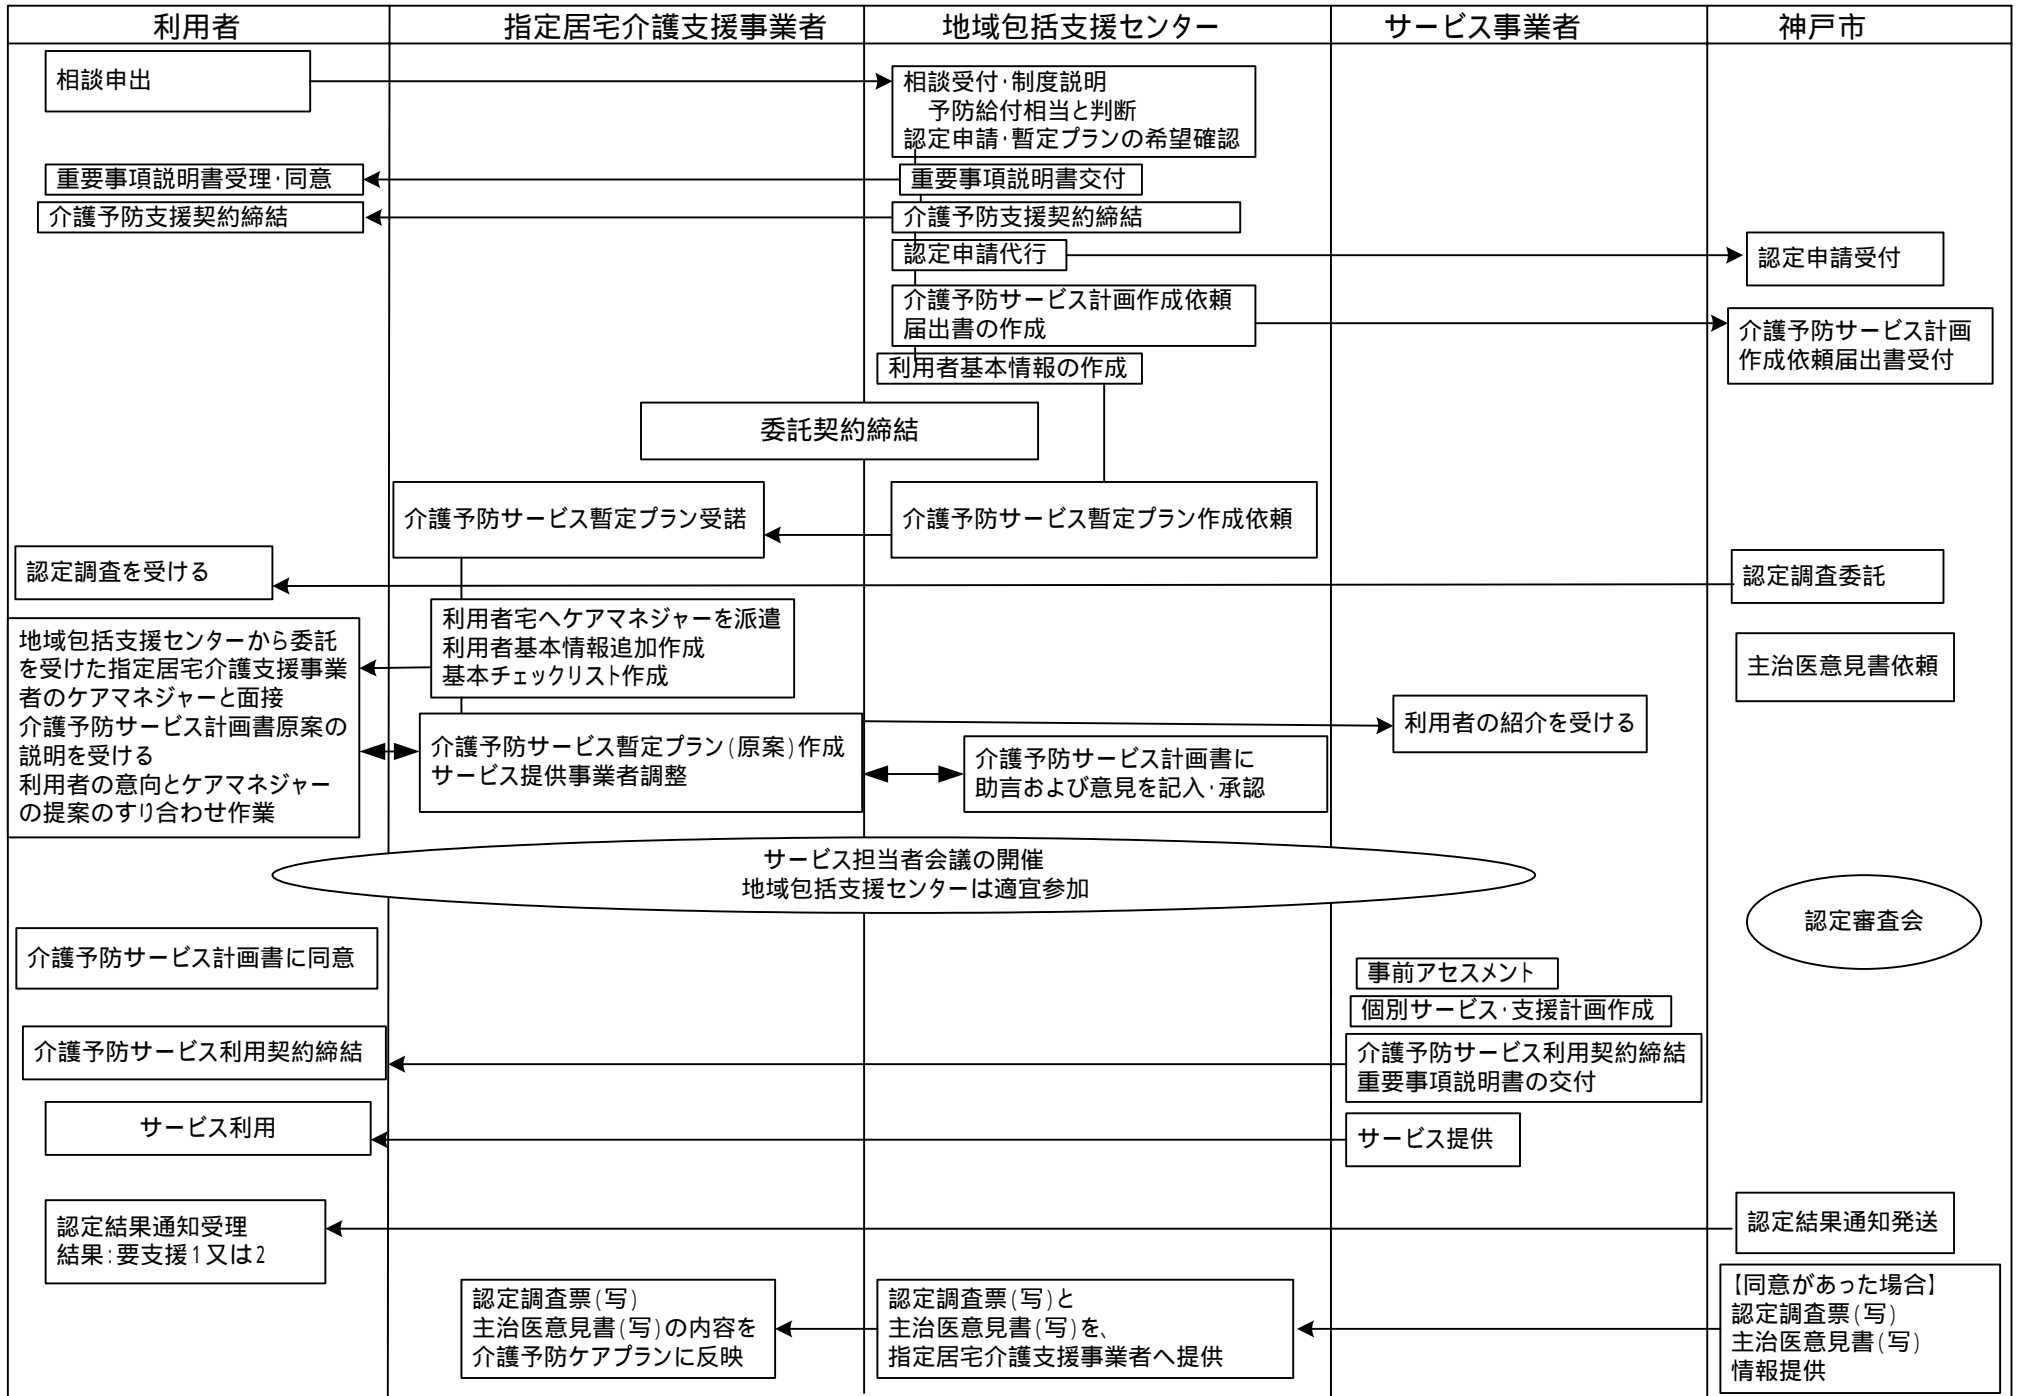 利用者
指定居宅介護支援事業者
地域包括支援センター
サービス事業者
神戸市
相談申出
相談受付・制度説明
予防給付相当と判断
認定申請・暫定プランの希望確認
重要事項説明書受理・同意
重要事項説明書交付
介護予防支援契約締結
介護予防支援契約締結
認定申請代行
認定申請受付
介護予防サービス計画作成依頼
届出書の作成
介護予防サービス計画
作成依頼届出書受付
利用者基本情報の作成
委託契約締結
介護予防サービス暫定プラン受諾
介護予防サービス暫定プラン作成依頼
認定調査を受ける
認定調査委託
利用者宅へケアマネジャーを派遣
利用者基本情報追加作成
基本チェックリスト作成
地域包括支援センターから委託
を受けた指定居宅介護支援事業
者のケアマネジャーと面接
介護予防サービス計画書原案の
説明を受ける
利用者の意向とケアマネジャー
の提案のすり合わせ作業
主治医意見書依頼
利用者の紹介を受ける
介護予防サービス暫定プラン(原案)作成
サービス提供事業者調整
介護予防サービス計画書に
助言および意見を記入・承認
サービス担当者会議の開催
地域包括支援センターは適宜参加
認定審査会
介護予防サービス計画書に同意
事前アセスメント
個別サービス・支援計画作成
介護予防サービス利用契約締結
介護予防サービス利用契約締結
重要事項説明書の交付
サービス利用
サービス提供
認定結果通知受理
結果:要支援1又は2
認定結果通知発送
認定調査票(写)
主治医意見書(写)の内容を
介護予防ケアプランに反映
認定調査票(写)と
主治医意見書(写)を、
指定居宅介護支援事業者へ提供
【同意があった場合】
認定調査票(写)
主治医意見書(写)
情報提供